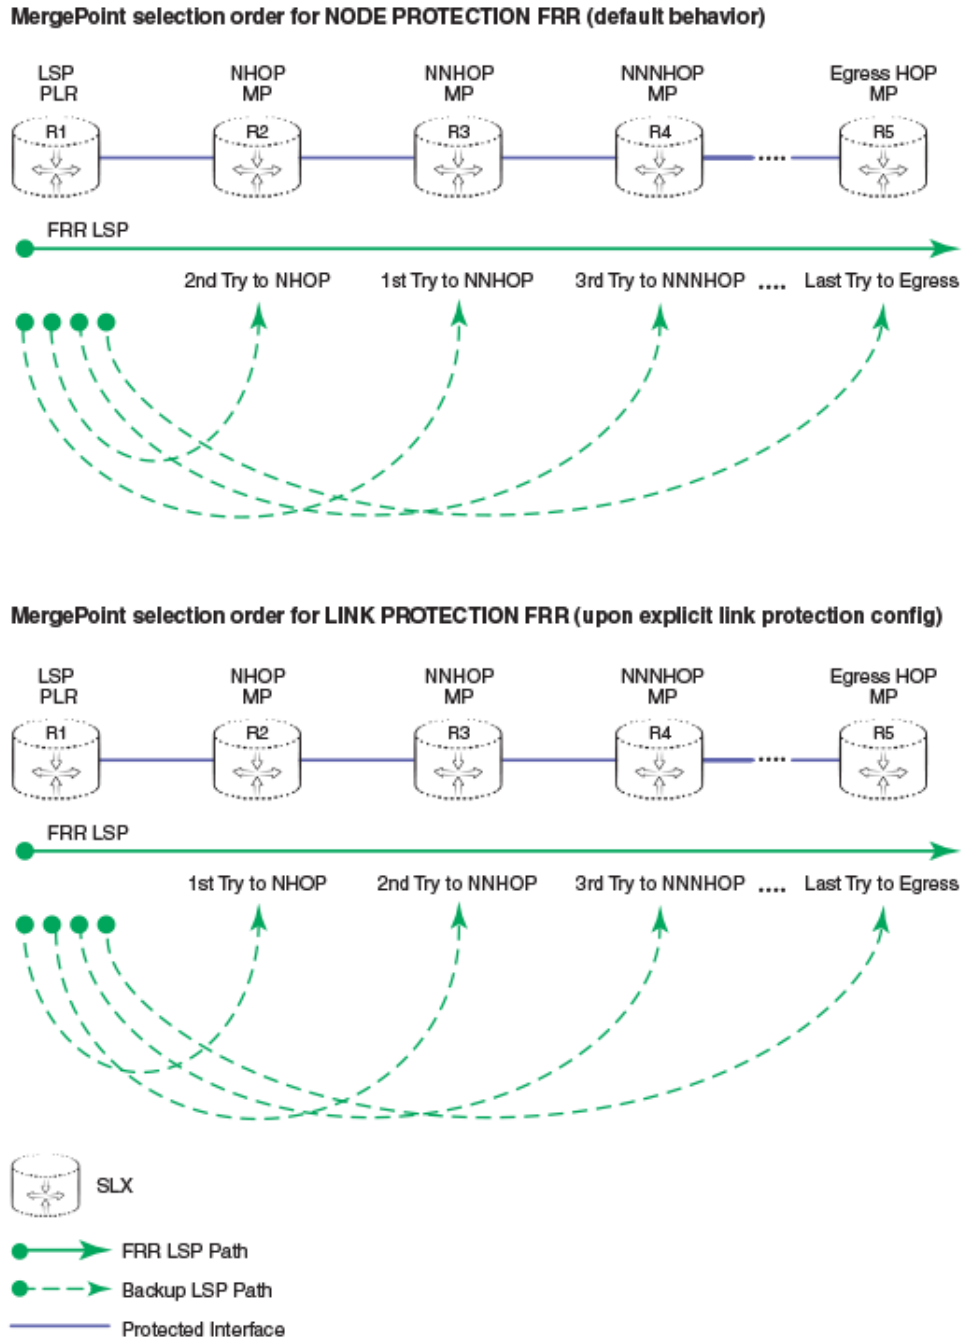 MergePoint selection order for NODE PROTECTION FRR (default behavior)
LSP PLR
NHOP MP
NNHOP MP
NNNHOP MP
Egress HOP MP
R1
R2
R3
R4
....
R5
FRR LSP
2nd Try to NHOP
1st Try to NNHOP
3rd Try to NNNHOP
....
Last Try to Egress
MergePoint selection order for LINK PROTECTION FRR (upon explicit link protection config)
LSP PLR
NHOP MP
NNHOP MP
NNNHOP MP
Egress HOP MP
R1
R2
R3
R4
....
R5
FRR LSP
1st Try to NHOP
2nd Try to NNHOP
3rd Try to NNNHOP
....
Last Try to Egress
SLX
FRR LSP Path
Backup LSP Path
Protected Interface